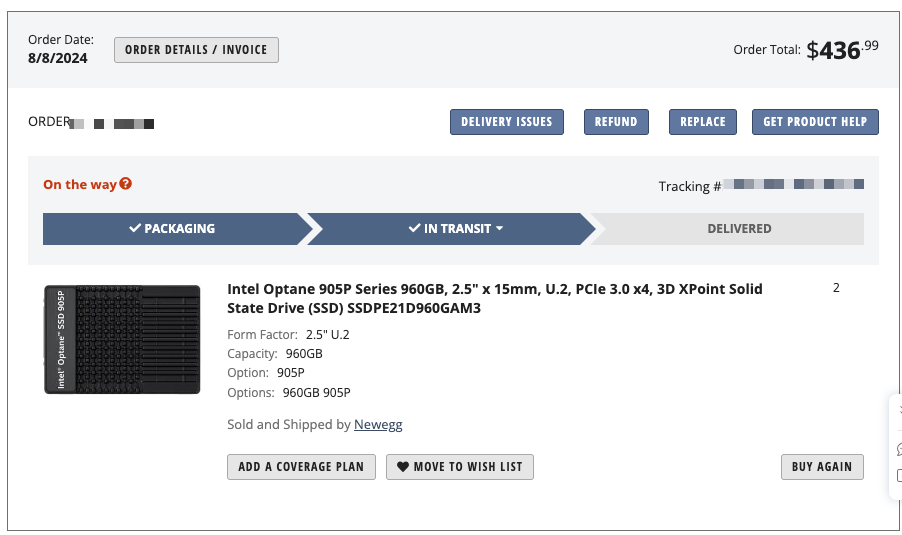 Order Date:
8/8/2024
ORDER DETAILS / INVOICE
Order Total: $436.99
ORDER
DELIVERY ISSUES
REFUND
REPLACE
GET PRODUCT HELP
On the way
Tracking #
PACKAGING
IN TRANSIT
DELIVERED
Intel® Optane™ SSD 905P
Intel Optane 905P Series 960GB, 2.5" x 15mm, U.2, PCIe 3.0 x4, 3D XPoint Solid
State Drive (SSD) SSDPE21D960GAM3
2
Form Factor: 2.5" U.2
Capacity: 960GB
Option: 905P
Options: 960GB 905P
Sold and Shipped by Newegg
ADD A COVERAGE PLAN
MOVE TO WISH LIST
BUY AGAIN